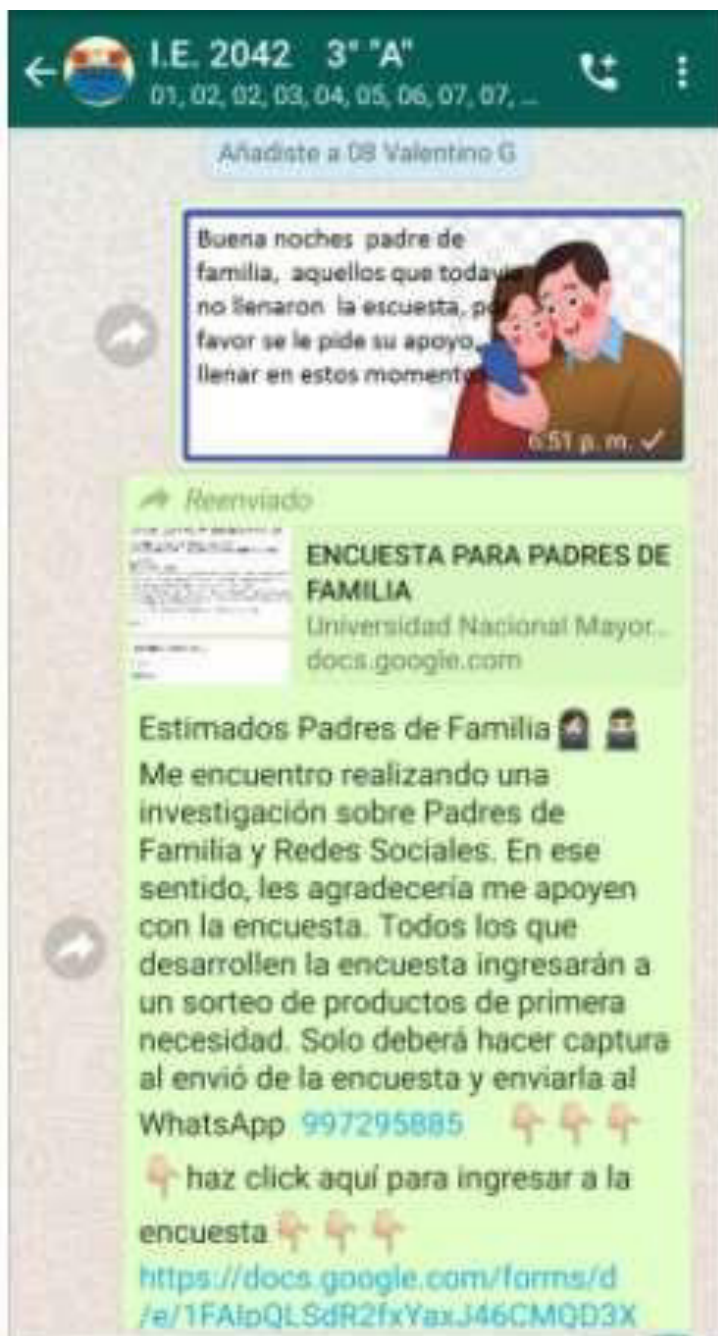 I.E. 2042 3° "A"
01, 02, 02, 03, 04, 05, 06, 07, 07, ...
Añadiste a 08 Valentino G
Buena noches padre de
familia, aquellos que todavia
no llenaron la escuesta, po
favor se le pide su apoyo,
llenar en estos momento
6:51 p. m.
Reenviado
ENCUESTA PARA PADRES DE
FAMILIA
Universidad Nacional Mayor...
docs.google.com
Estimados Padres de Familia
Me encuentro realizando una
investigación sobre Padres de
Familia y Redes Sociales. En ese
sentido, les agradecería me apoyen
con la encuesta. Todos los que
desarrollen la encuesta ingresarán a
un sorteo de productos de primera
necesidad. Solo deberá hacer captura
al envió de la encuesta y enviarla al
WhatsApp 997295885
haz click aquí para ingresar a la
encuesta
https://docs.google.com/forms/d
/e/1FAIpQLSdR2fxYaxJ46CMQD3X